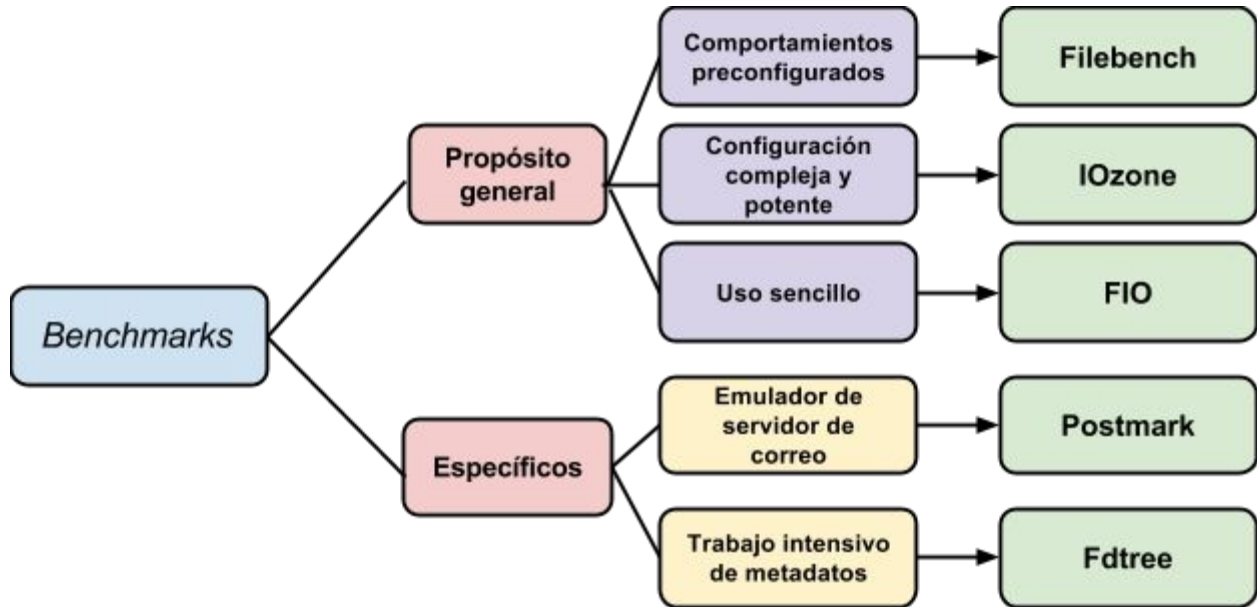 Benchmarks
Propósito
general
Comportamientos
preconfigurados
Filebench
Configuración
compleja y
potente
IOzone
Uso sencillo
FIO
Específicos
Emulador de
servidor de
correo
Postmark
Trabajo intensivo
de metadatos
Fdtree